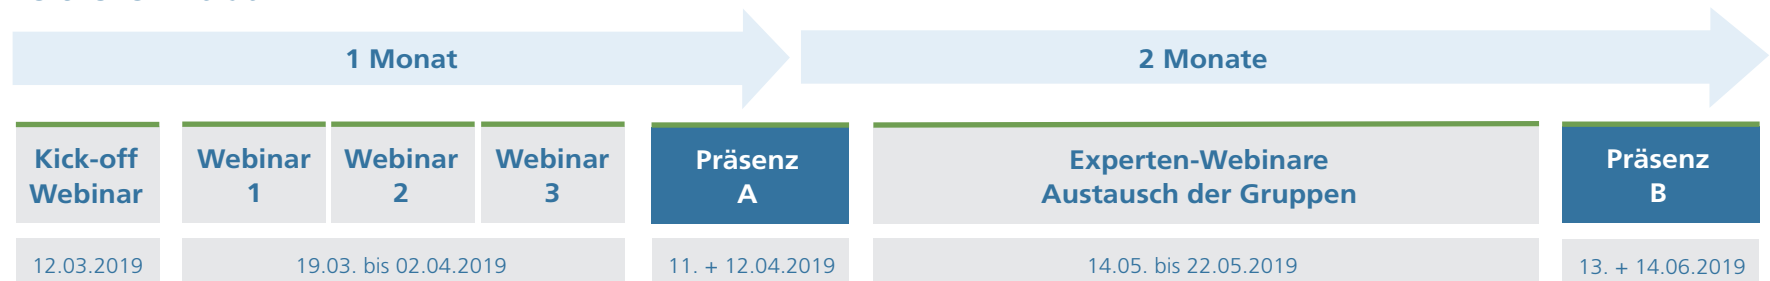 1 Monat
2 Monate
Kick-off
Webinar
Webinar
1
Webinar
2
Webinar
3
Präsenz
A
Experten-Webinare
Austausch der Gruppen
Präsenz
B
12.03.2019
19.03. bis 02.04.2019
11. + 12.04.2019
14.05. bis 22.05.2019
13. + 14.06.2019